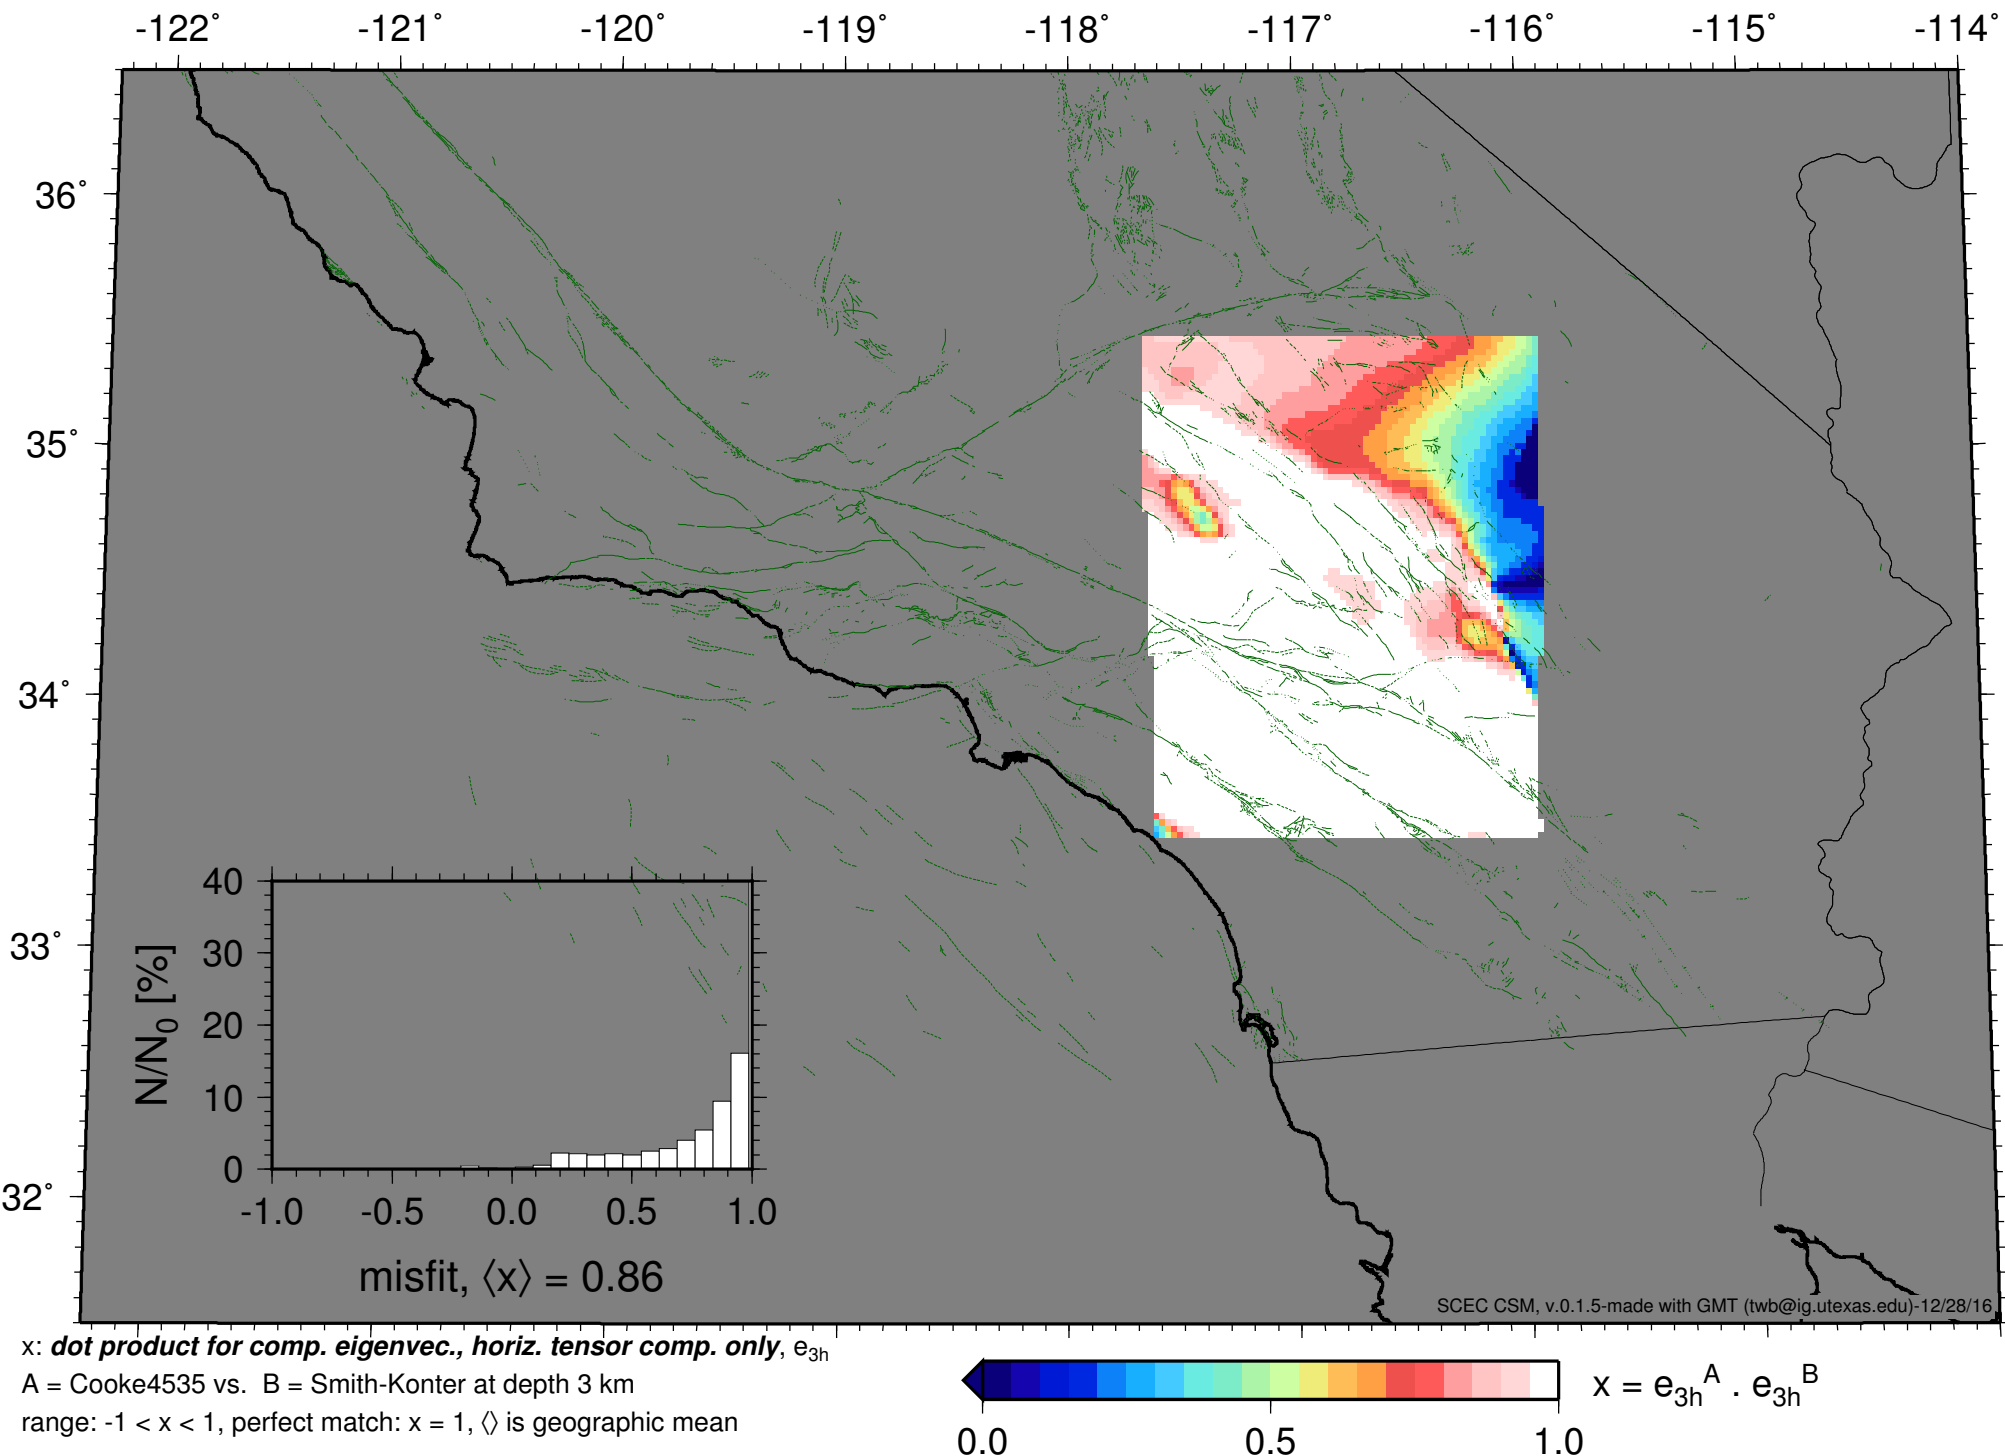 -122˚ -121˚ -120˚ -119˚ -118˚ -117˚ -116˚ -115˚ -114˚
36˚
35˚
34˚
33˚
32˚
40
30
20
10
0
N/N0 [%]
-1.0 -0.5 0.0 0.5 1.0
misfit, ⟨x⟩ = 0.86
SCEC CSM, v.0.1.5-made with GMT (twb@ig.utexas.edu)-12/28/16
x: dot product for comp. eigenvec., horiz. tensor comp. only, e3h
A = Cooke4535 vs. B = Smith-Konter at depth 3 km
range: -1 < x < 1, perfect match: x = 1, ⟨⟩ is geographic mean
x = e3hA . e3hB
0.0 0.5 1.0